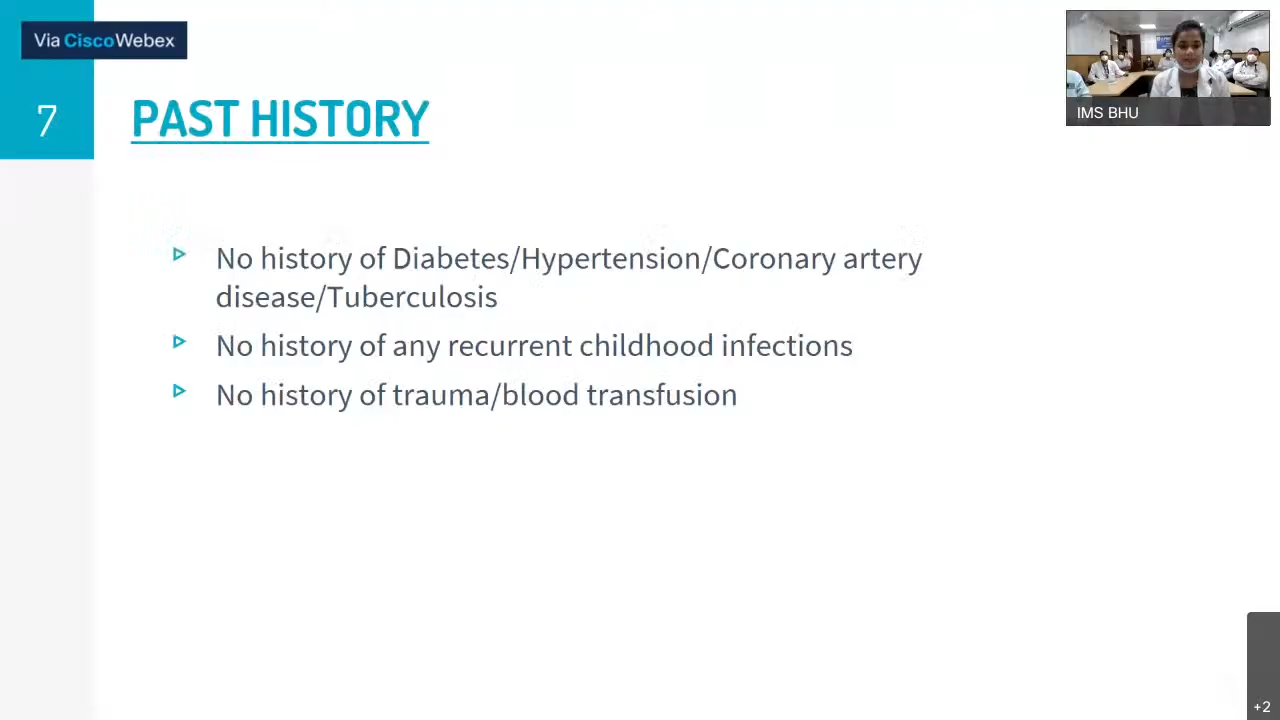 Via CiscoWebex
7
PAST HISTORY
IMS BHU
No history of Diabetes/Hypertension/Coronary artery
disease/Tuberculosis
No history of any recurrent childhood infections
No history of trauma/blood transfusion
+2